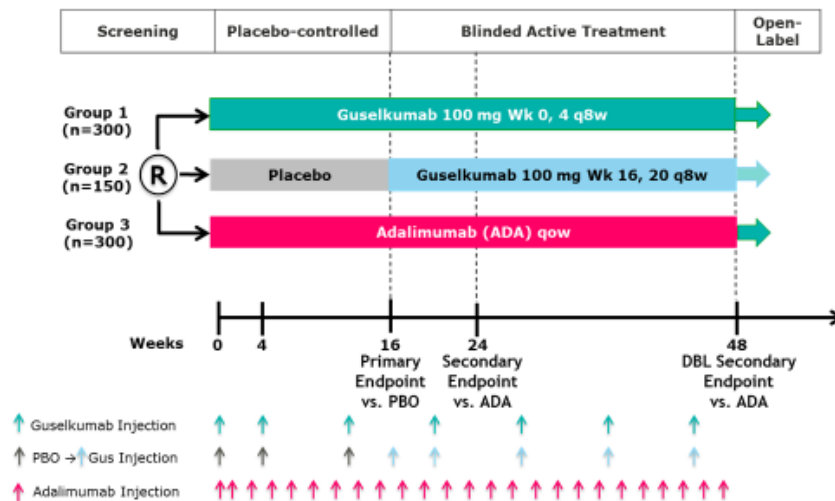 Screening Placebo-controlled Blinded Active Treatment Open-
Label
Group 1
(n=300)
Guselkumab 100 mg Wk 0, 4 q8w
Group 2
(n=150)
R
Placebo
Guselkumab 100 mg Wk 16, 20 q8w
Group 3
(n=300)
Adalimumab (ADA) qow
Weeks 0 4 16 24 48
Primary
Endpoint
vs. PBO
Secondary
Endpoint
vs. ADA
DBL Secondary
Endpoint
vs. ADA
Guselkumab Injection
PBO → Gus Injection
Adalimumab Injection